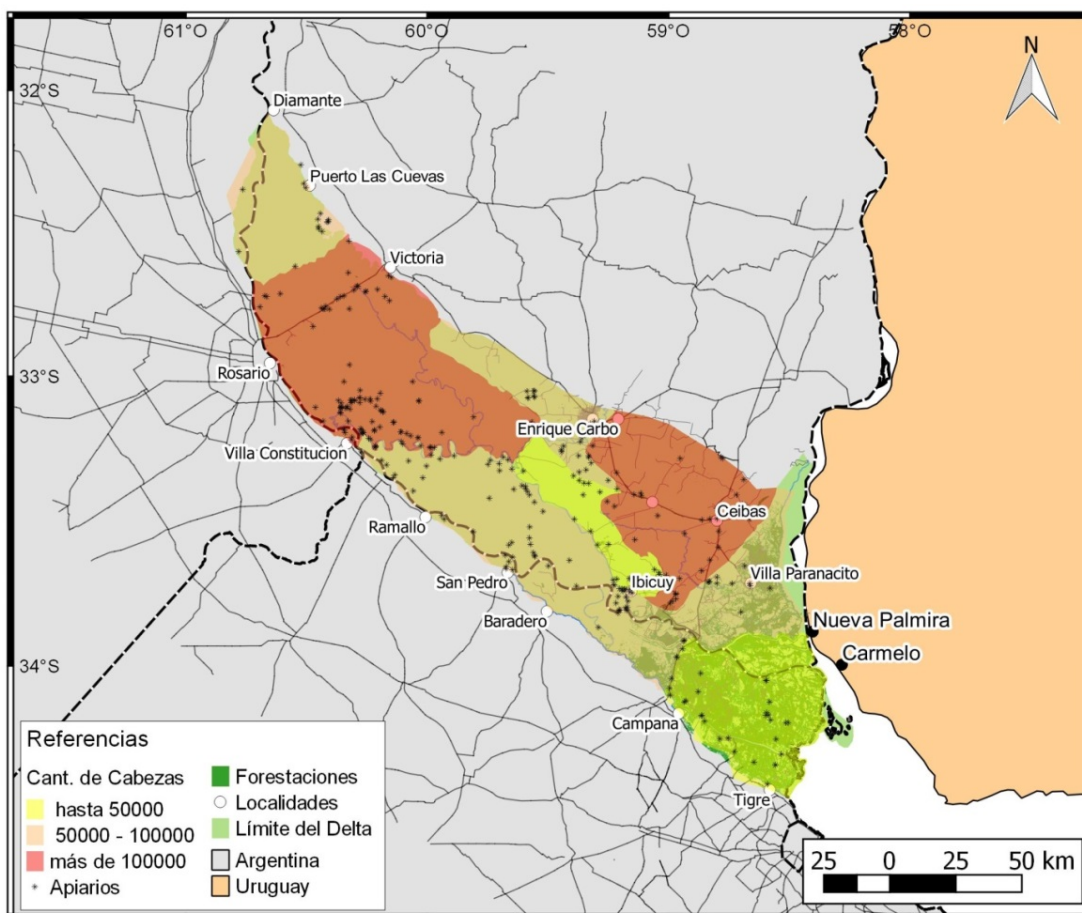 61°O 60°O 59°O 58°O
N
32°S
Diamante
Puerto Las Cuevas
Victoria
33°S
Rosario
Enrique Carbo
Villa Constitucion
Ceibas
Ramallo
San Pedro
Ibicuy
Villa Paranacito
Baradero
Nueva Palmira
34°S
Carmelo
Campana
Tigre
Referencias
Cant. de Cabezas
hasta 50000
50000 - 100000
más de 100000
Apiarios
Forestaciones
Localidades
Límite del Delta
Argentina
Uruguay
25 0 25 50 km